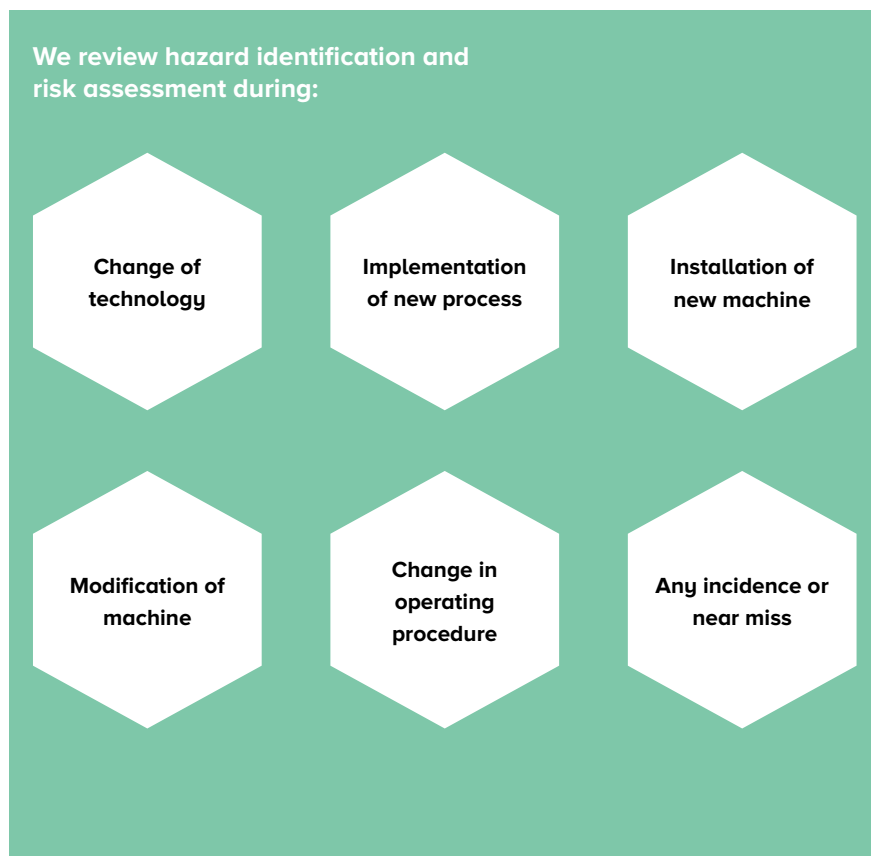 We review hazard identification and
risk assessment during:
Change of
technology
Implementation
of new process
Installation of
new machine
Modification of
machine
Change in
operating
procedure
Any incidence or
near miss